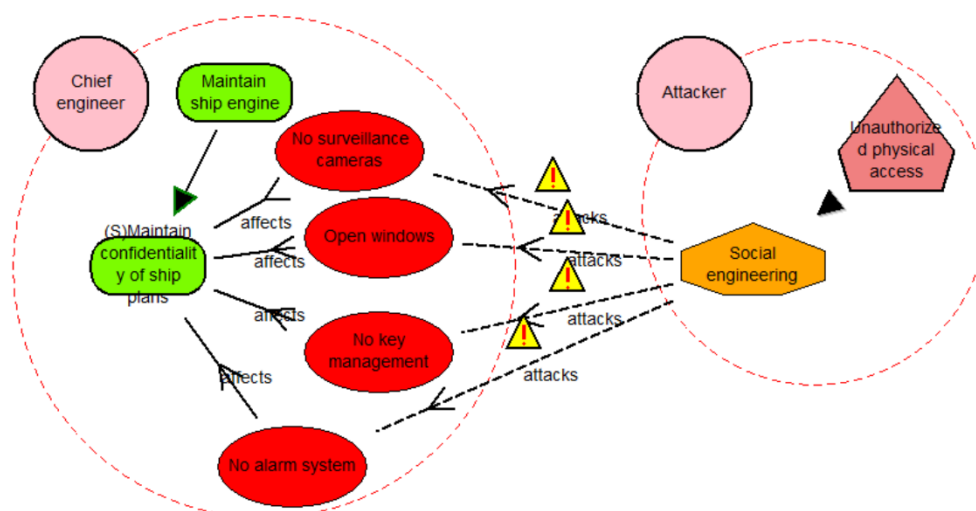 Chief
engineer
Maintain
ship engine
Attacker
Unauthorize
d physical
access
No surveillance
cameras
affects
attacks
(S)Maintain
confidentialit
y of ship
plans
Open windows
affects
attacks
Social
engineering
No key
management
affects
attacks
affects
attacks
No alarm system